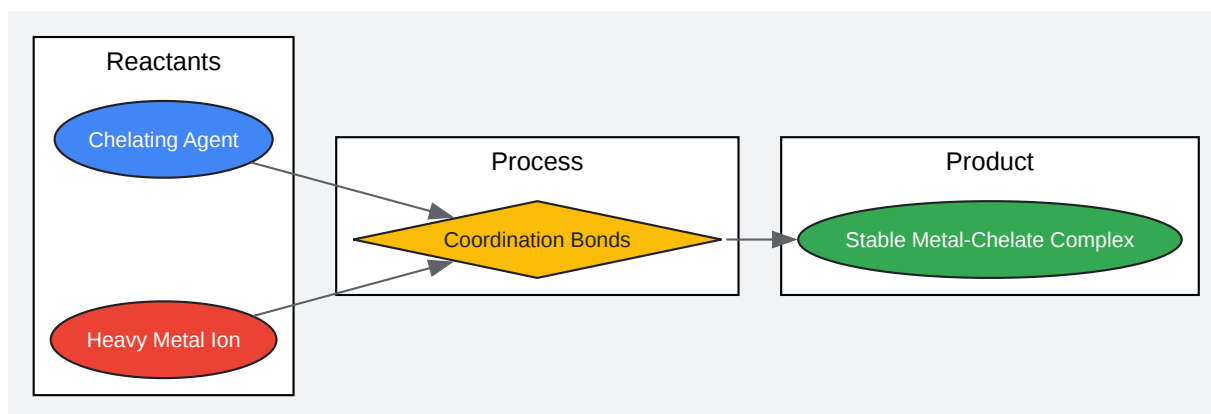 Reactants
Chelating Agent
Heavy Metal Ion
Process
Coordination Bonds
Product
Stable Metal-Chelate Complex